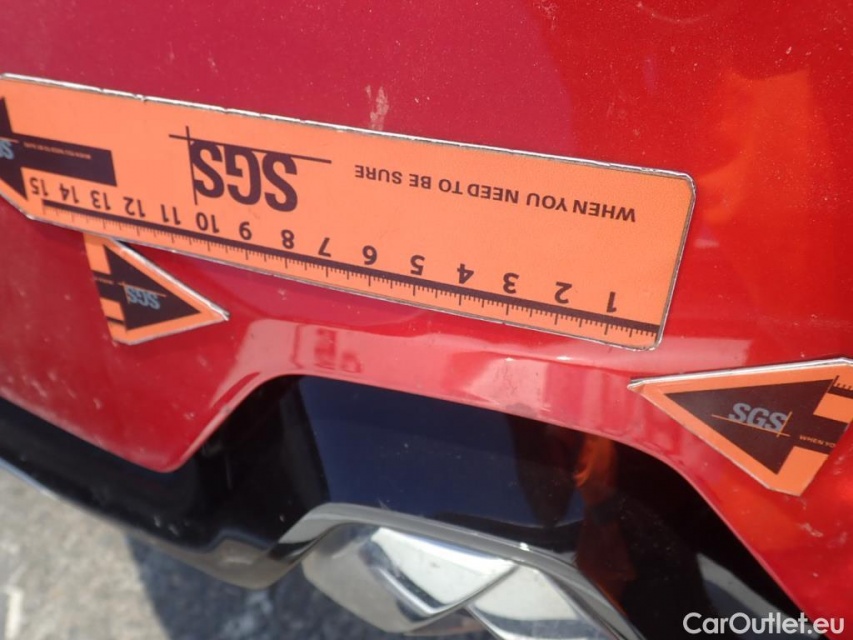 SGS
WHEN YOU NEED TO BE SURE
15 14 13 12 11 10 9 8 7 6 5 4 3 2 1
SGS
SGS
CarOutlet.eu